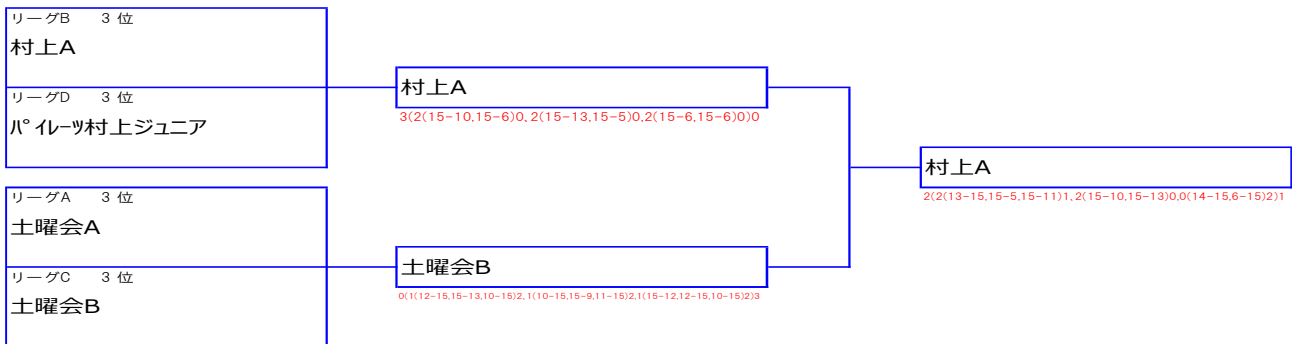 リーグB 3 位
村上A
リーグD 3 位
パイレーツ村上ジュニア
リーグA 3 位
土曜会A
リーグC 3 位
土曜会B
村上A
3(2(15-10,15-6)0,2(15-13,15-5)0,2(15-6,15-6)0)0
土曜会B
0(1(12-15,15-13,10-15)2,1(10-15,15-9,11-15)2,1(15-12,12-15,10-15)2)3
村上A
2(2(13-15,15-5,15-11)1,2(15-10,15-13)0,0(14-15,6-15)2)1